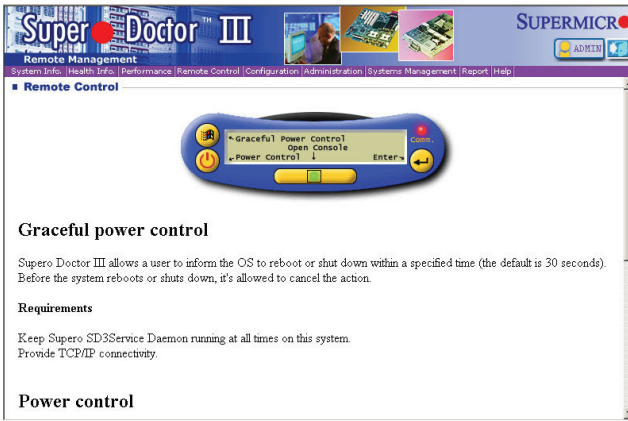 Super Doctor™ III
SUPERMICR
ADMIN
Remote Management
System Info. |Health Info. |Performance |Remote Control |Configuration |Administration |Systems Management |Report |Help|
Remote Control
Graceful Power Control
Comm.
Open Console
Power Control ↓ Enter
Graceful power control
Supero Doctor III allows a user to inform the OS to reboot or shut down within a specified time (the default is 30 seconds).
Before the system reboots or shuts down, it's allowed to cancel the action.
Requirements
Keep Supero SD3Service Daemon running at all times on this system.
Provide TCP/IP connectivity.
Power control